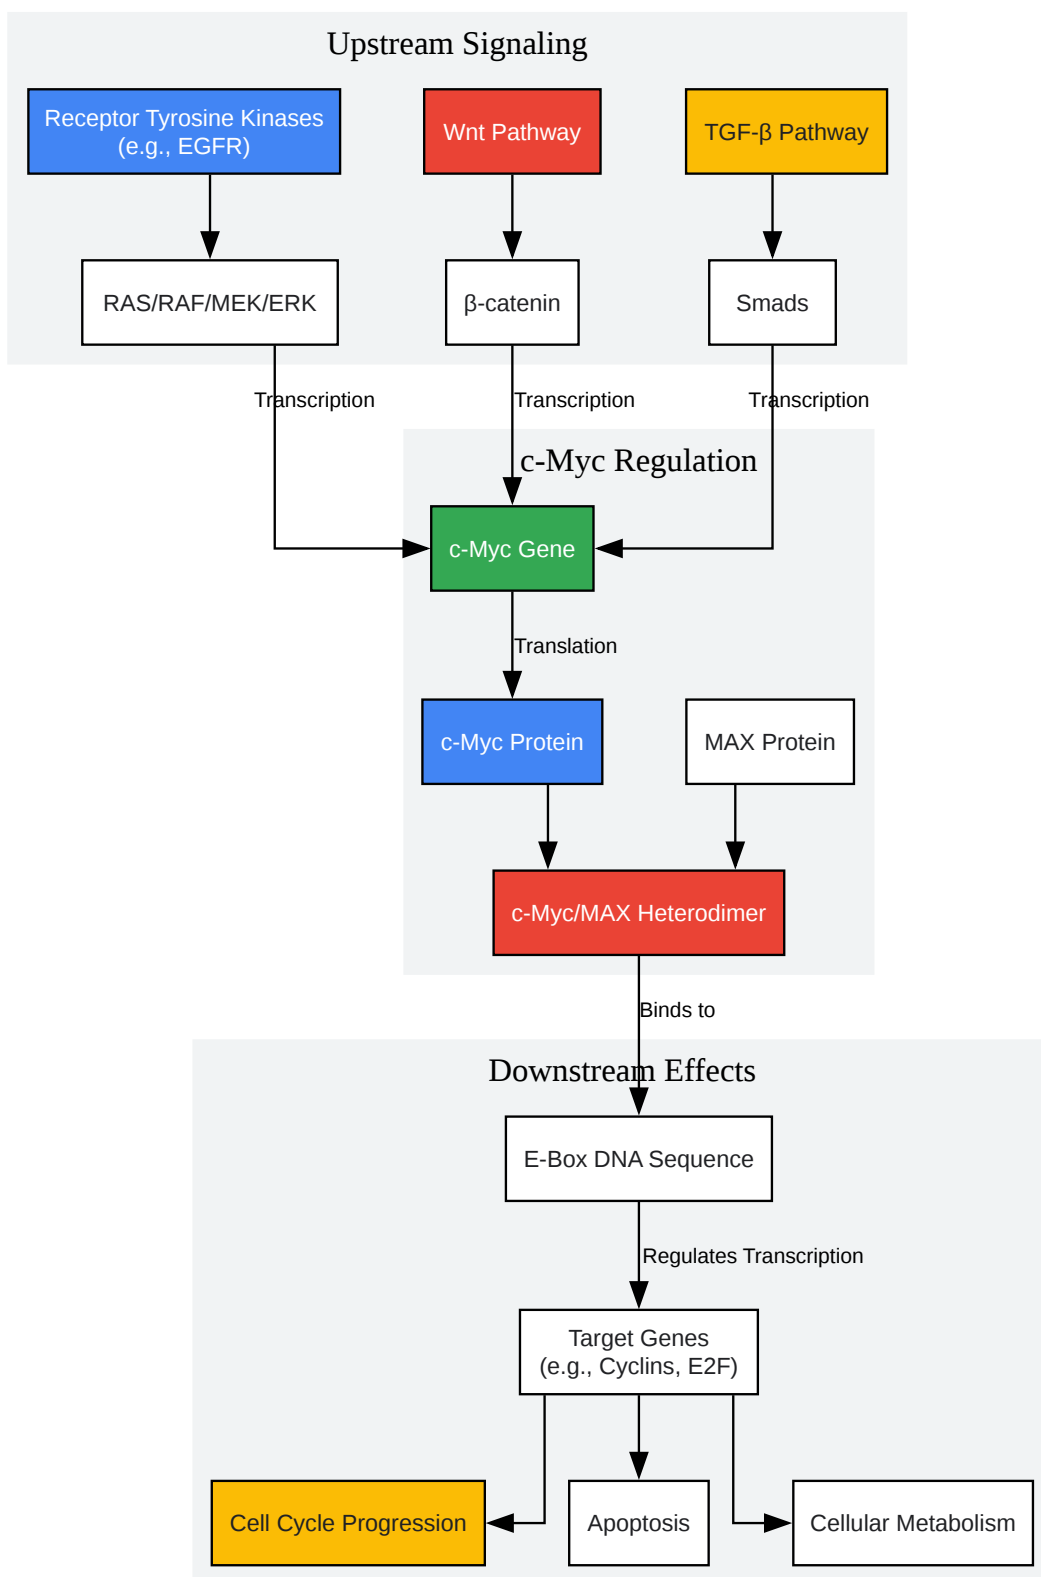 Upstream Signaling
Receptor Tyrosine Kinases
(e.g., EGFR)
Wnt Pathway
TGF-β Pathway
RAS/RAF/MEK/ERK
β-catenin
Smads
Transcription
Transcription
Transcription
c-Myc Regulation
c-Myc Gene
Translation
c-Myc Protein
MAX Protein
c-Myc/MAX Heterodimer
Binds to
Downstream Effects
E-Box DNA Sequence
Regulates Transcription
Target Genes
(e.g., Cyclins, E2F)
Cell Cycle Progression
Apoptosis
Cellular Metabolism